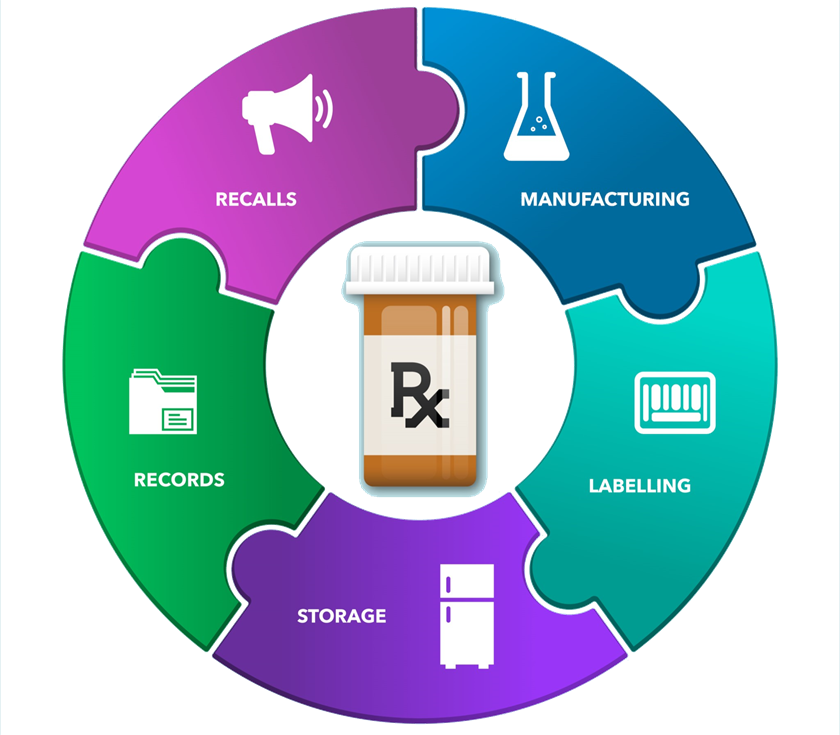 RECALLS
MANUFACTURING
Rx
RECORDS
LABELLING
STORAGE